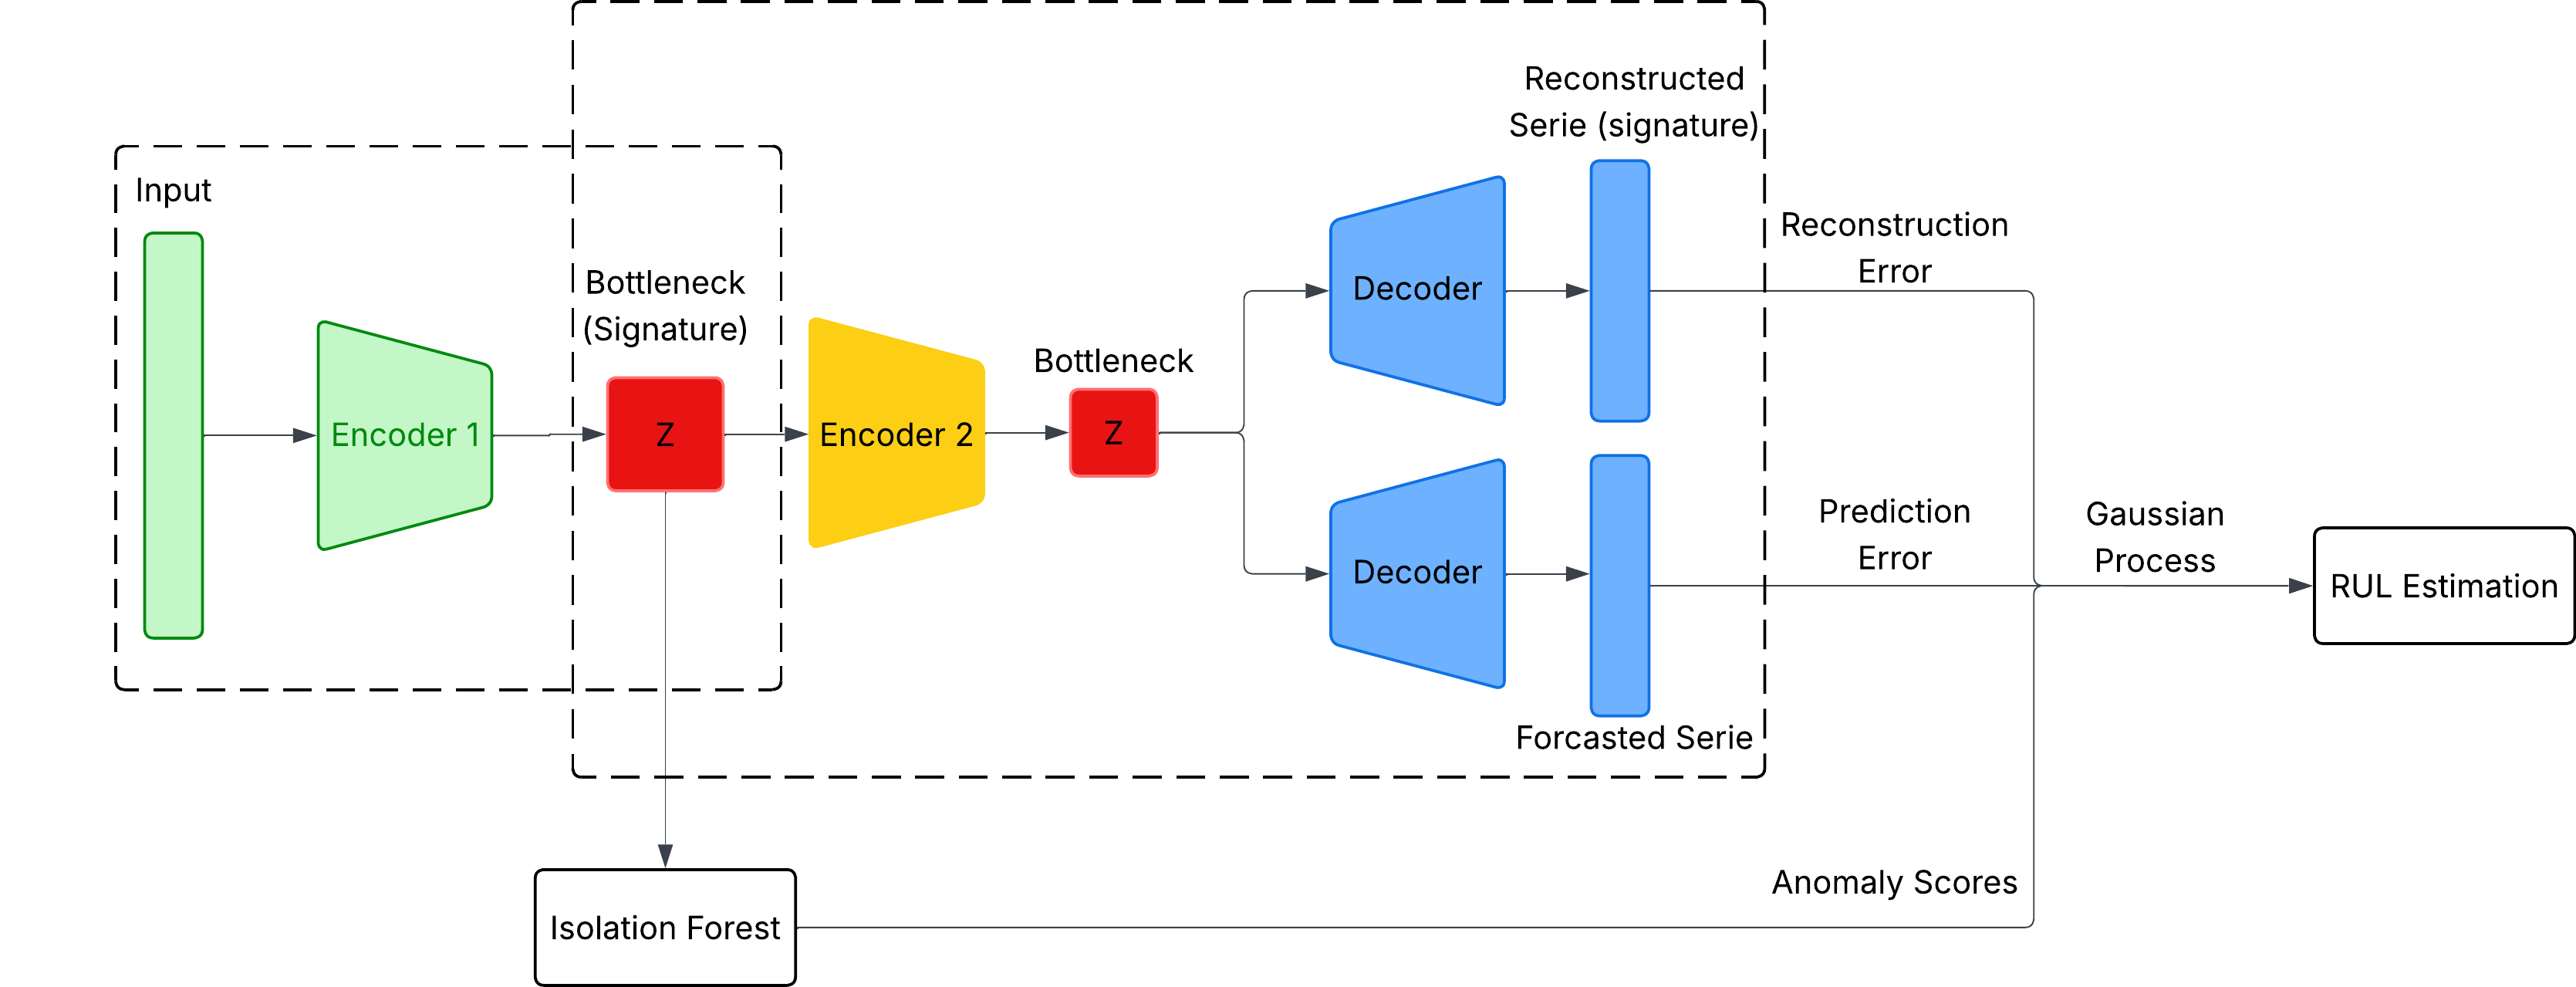 Input
Encoder 1
Bottleneck
(Signature)
Z
Encoder 2
Bottleneck
Z
Decoder
Reconstructed
Serie (signature)
Decoder
Forcasted Serie
Reconstruction
Error
Prediction
Error
Gaussian
Process
RUL Estimation
Isolation Forest
Anomaly Scores